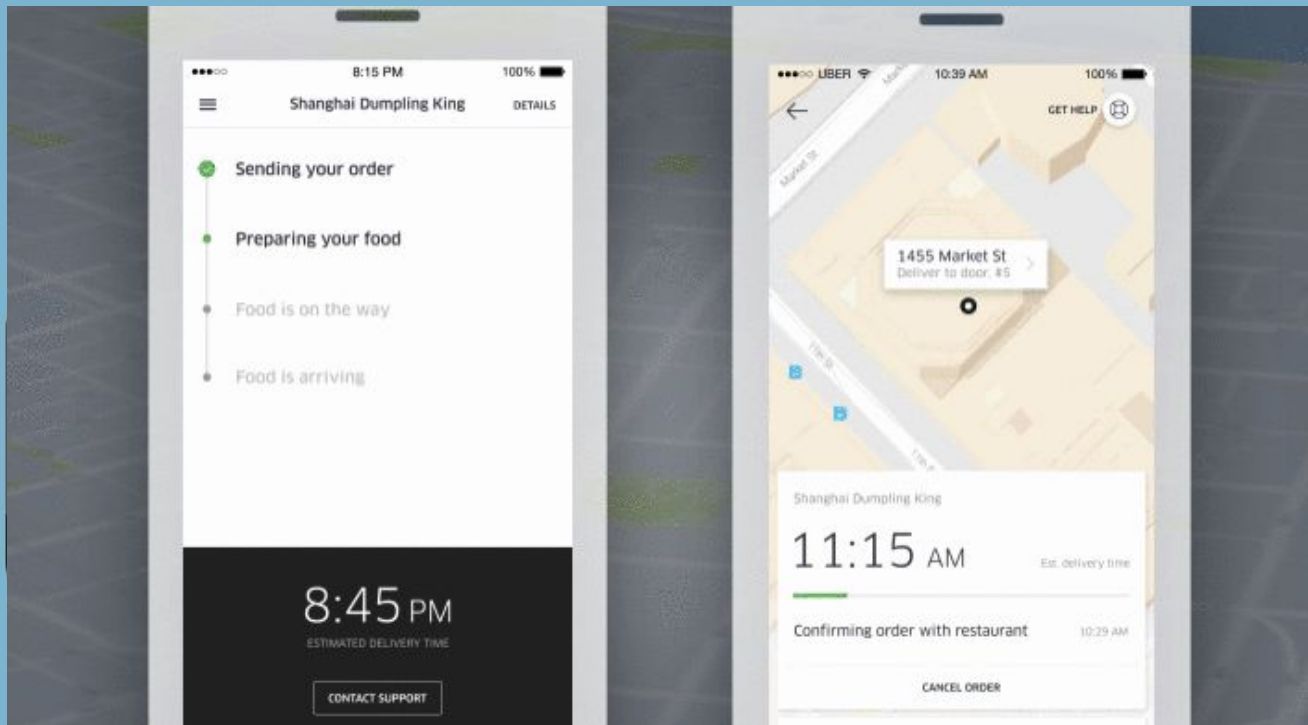 8:15 PM
100%
Shanghai Dumpling King
DETAILS
Sending your order
Preparing your food
Food is on the way
Food is arriving
8:45 PM
ESTIMATED DELIVERY TIME
CONTACT SUPPORT
UBER
10:39 AM
100%
GET HELP
Market St
1455 Market St
Deliver to door: #5
11th St
Shanghai Dumpling King
11:15 AM
Est. delivery time
Confirming order with restaurant
10:29 AM
CANCEL ORDER